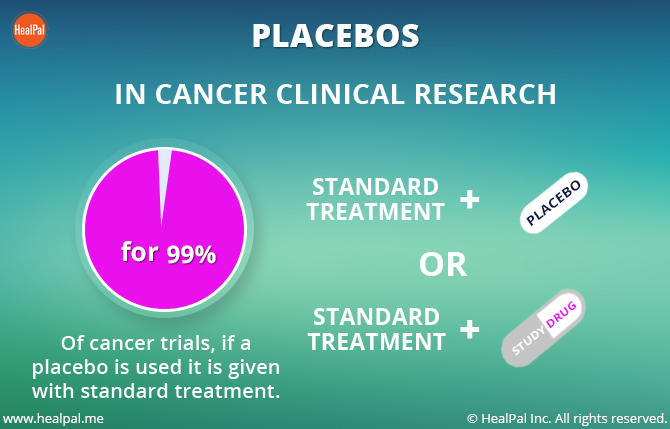 HealPal
PLACEBOS
IN CANCER CLINICAL RESEARCH
for 99%
Of cancer trials, if a
placebo is used it is given
with standard treatment.
STANDARD
TREATMENT +
PLACEBO
OR
STANDARD
TREATMENT +
STUDY DRUG
www.healpal.me
© HealPal Inc. All rights reserved.